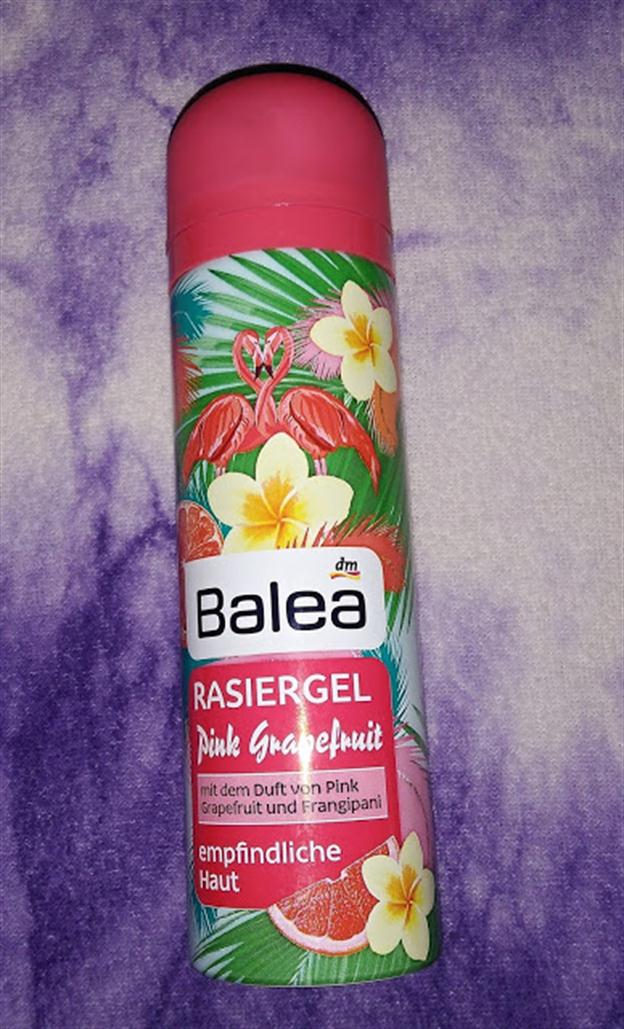 dm
Balea
RASIERGEL
Pink Grapefruit
mit dem Duft von Pink
Grapefruit und Frangipani
empfindliche
Haut